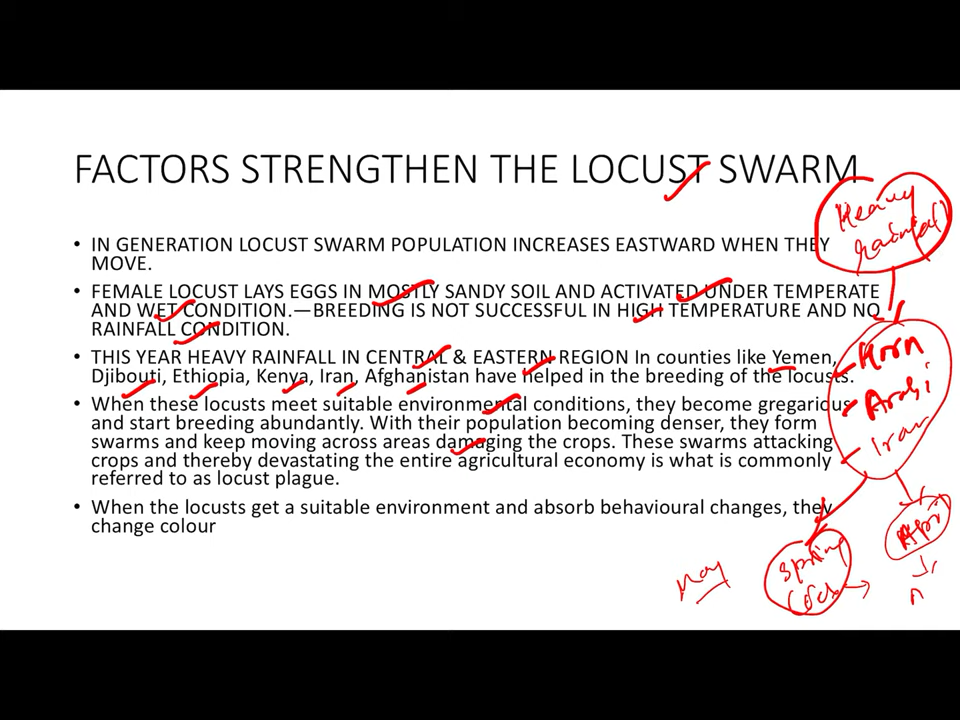 FACTORS STRENGTHEN THE LOCUST SWARM
• IN GENERATION LOCUST SWARM POPULATION INCREASES EASTWARD WHEN THEY
MOVE.
• FEMALE LOCUST LAYS EGGS IN MOSTLY SANDY SOIL AND ACTIVATED UNDER TEMPERATE
AND WET CONDITION.—BREEDING IS NOT SUCCESSFUL IN HIGH TEMPERATURE AND NO
RAINFALL CONDITION.
• THIS YEAR HEAVY RAINFALL IN CENTRAL & EASTERN REGION In counties like Yemen,
Djibouti, Ethiopia, Kenya, Iran, Afghanistan have helped in the breeding of the locusts.
• When these locusts meet suitable environmental conditions, they become gregarious
and start breeding abundantly. With their population becoming denser, they form
swarms and keep moving across areas damaging the crops. These swarms attacking
crops and thereby devastating the entire agricultural economy is what is commonly
referred to as locust plague.
• When the locusts get a suitable environment and absorb behavioural changes, they
change colour
Heavy
rainfall
Horn
Iran
April
Spring
May